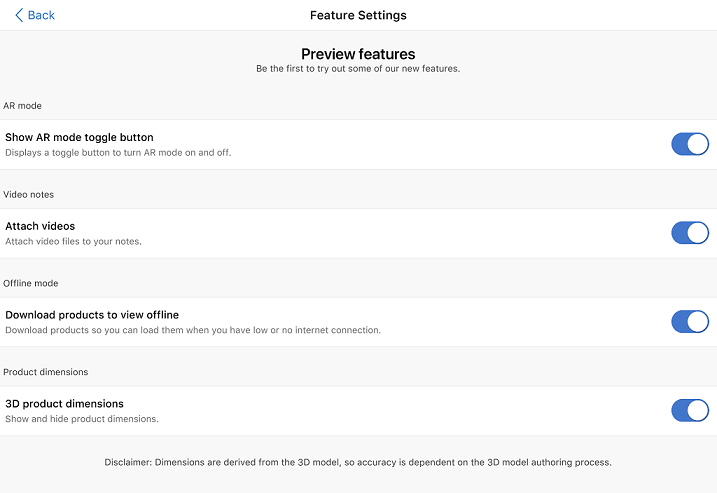 Back
Feature Settings
Preview features
Be the first to try out some of our new features.
AR mode
Show AR mode toggle button
Displays a toggle button to turn AR mode on and off.
Video notes
Attach videos
Attach video files to your notes.
Offline mode
Download products to view offline
Download products so you can load them when you have low or no internet connection.
Product dimensions
3D product dimensions
Show and hide product dimensions.
Disclaimer: Dimensions are derived from the 3D model, so accuracy is dependent on the 3D model authoring process.